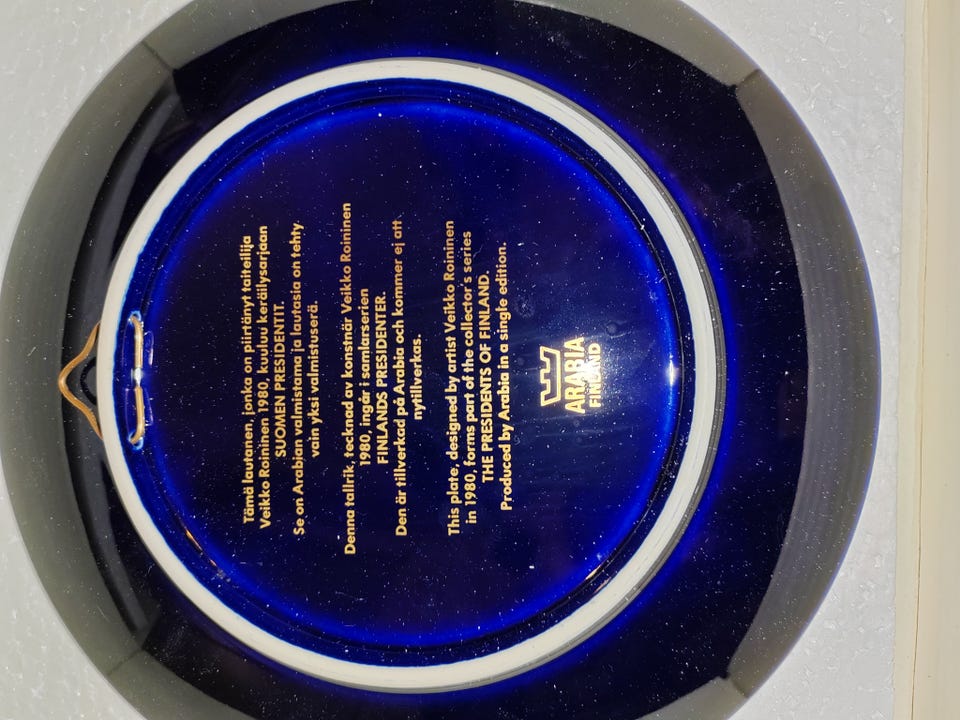 Tämä lautanen, jonka on piirtänyt taiteilija
Veikko Roininen 1980, kuuluu keräilysarjaan
SUOMEN PRESIDENTIT.
Se on Arabian valmistama ja lautasia on tehty
vain yksi valmistuserä.
Denna tallrik, tecknad av konstnär Veikko Roininen
1980, ingår i samlarserien
FINLANDS PRESIDENTER.
Den är tillverkad på Arabia och kommer ej att
nytillverkas.
This plate, designed by artist Veikko Roininen
in 1980, forms part of the collector's series
THE PRESIDENTS OF FINLAND.
Produced by Arabia in a single edition.
ARABIA
FINLAND